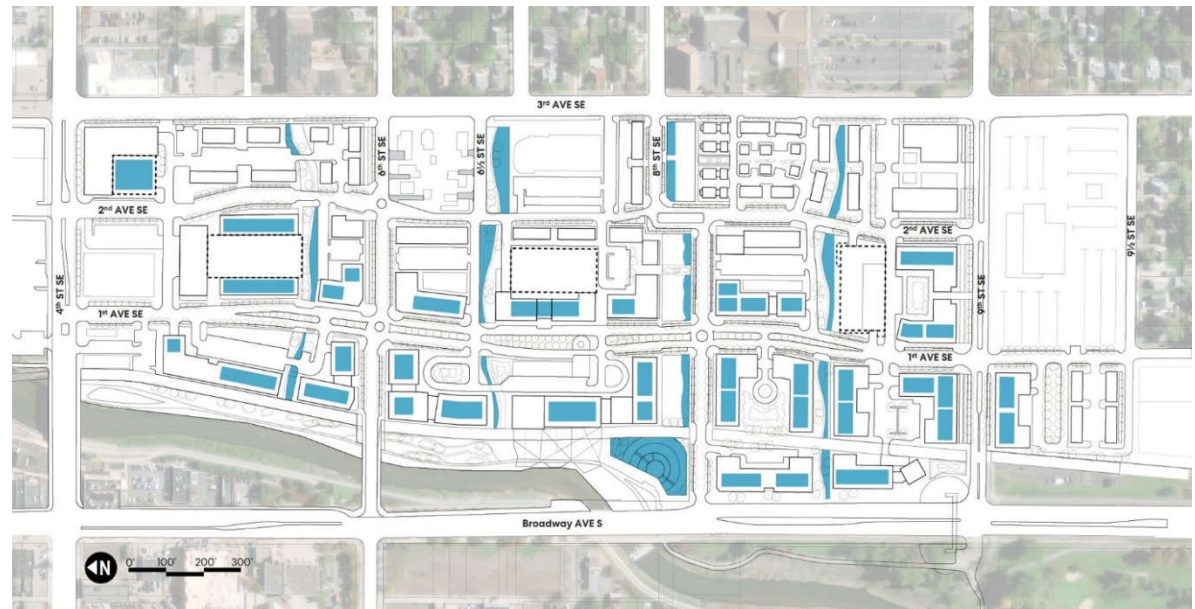 3rd AVE SE
6th ST SE
6½ ST SE
8th ST SE
2nd AVE SE
2nd AVE SE
9th ST SE
9½ ST SE
4th ST SE
1st AVE SE
1st AVE SE
Broadway AVE S
N 0' 100' 200' 300'